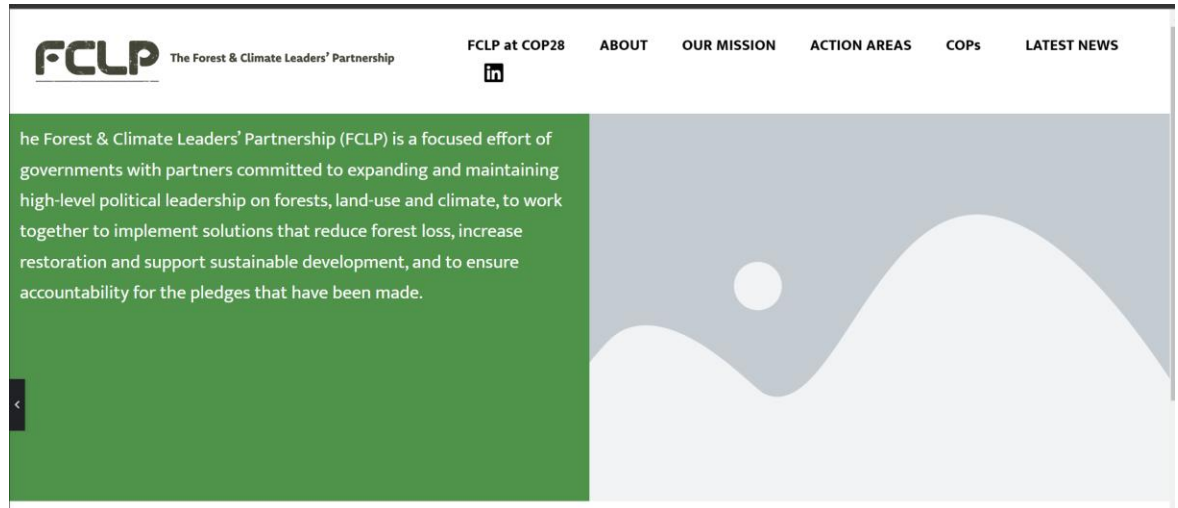 FCLP
The Forest & Climate Leaders' Partnership
FCLP at COP28
ABOUT
OUR MISSION
ACTION AREAS
COPs
LATEST NEWS
in
he Forest & Climate Leaders' Partnership (FCLP) is a focused effort of
governments with partners committed to expanding and maintaining
high-level political leadership on forests, land-use and climate, to work
together to implement solutions that reduce forest loss, increase
restoration and support sustainable development, and to ensure
accountability for the pledges that have been made.